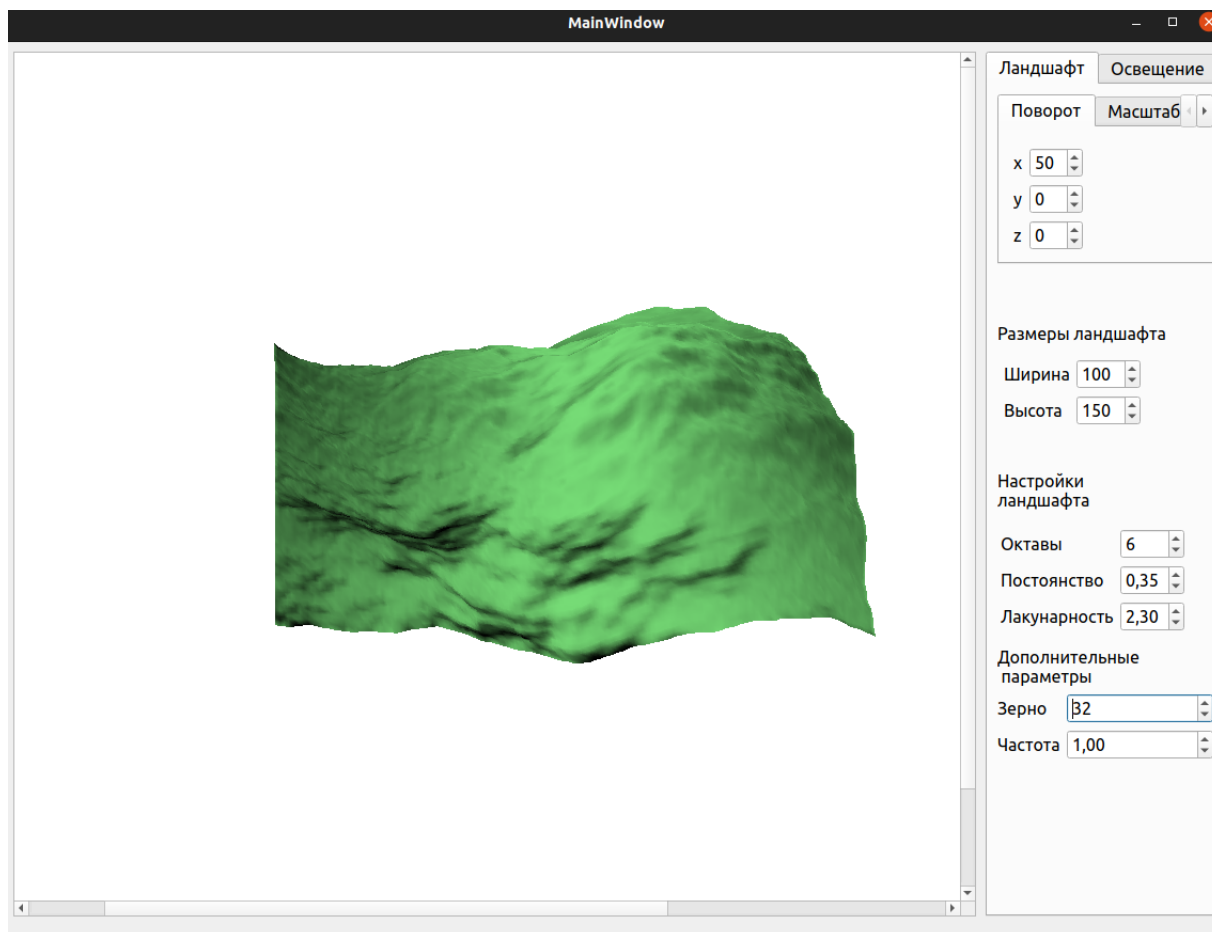 MainWindow
Ландшафт Освещение
Поворот Масштаб
x 50
y 0
z 0
Размеры ландшафта
Ширина 100
Высота 150
Настройки
ландшафта
Октавы 6
Постоянство 0,35
Лакунарность 2,30
Дополнительные
параметры
Зерно 32
Частота 1,00